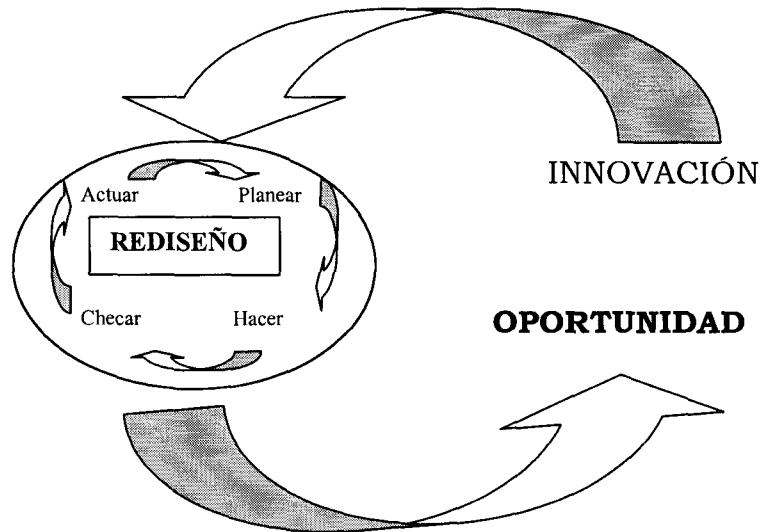 INNOVACIÓN
Actuar Planear
REDISEÑO
Checar Hacer
OPORTUNIDAD